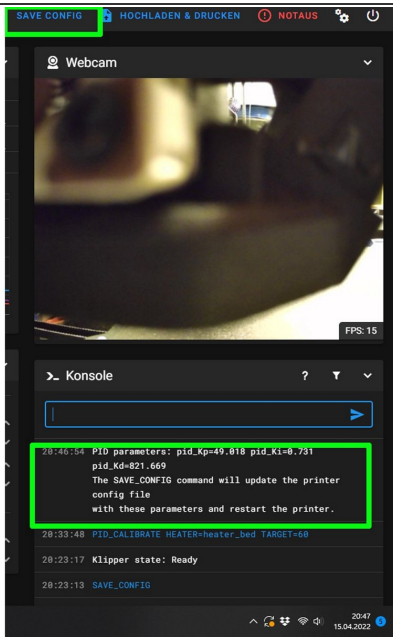 SAVE CONFIG HOCHLADEN & DRUCKEN NOTAUS
Webcam
FPS: 15
Konsole ?
20:46:54 PID parameters: pid_Kp=49.018 pid_Ki=0.731
pid_Kd=821.669
The SAVE_CONFIG command will update the printer
config file
with these parameters and restart the printer.
20:33:48 PID_CALIBRATE HEATER=heater_bed TARGET=60
20:23:17 Klipper state: Ready
20:23:13 SAVE_CONFIG
20:47
15.04.2022 5